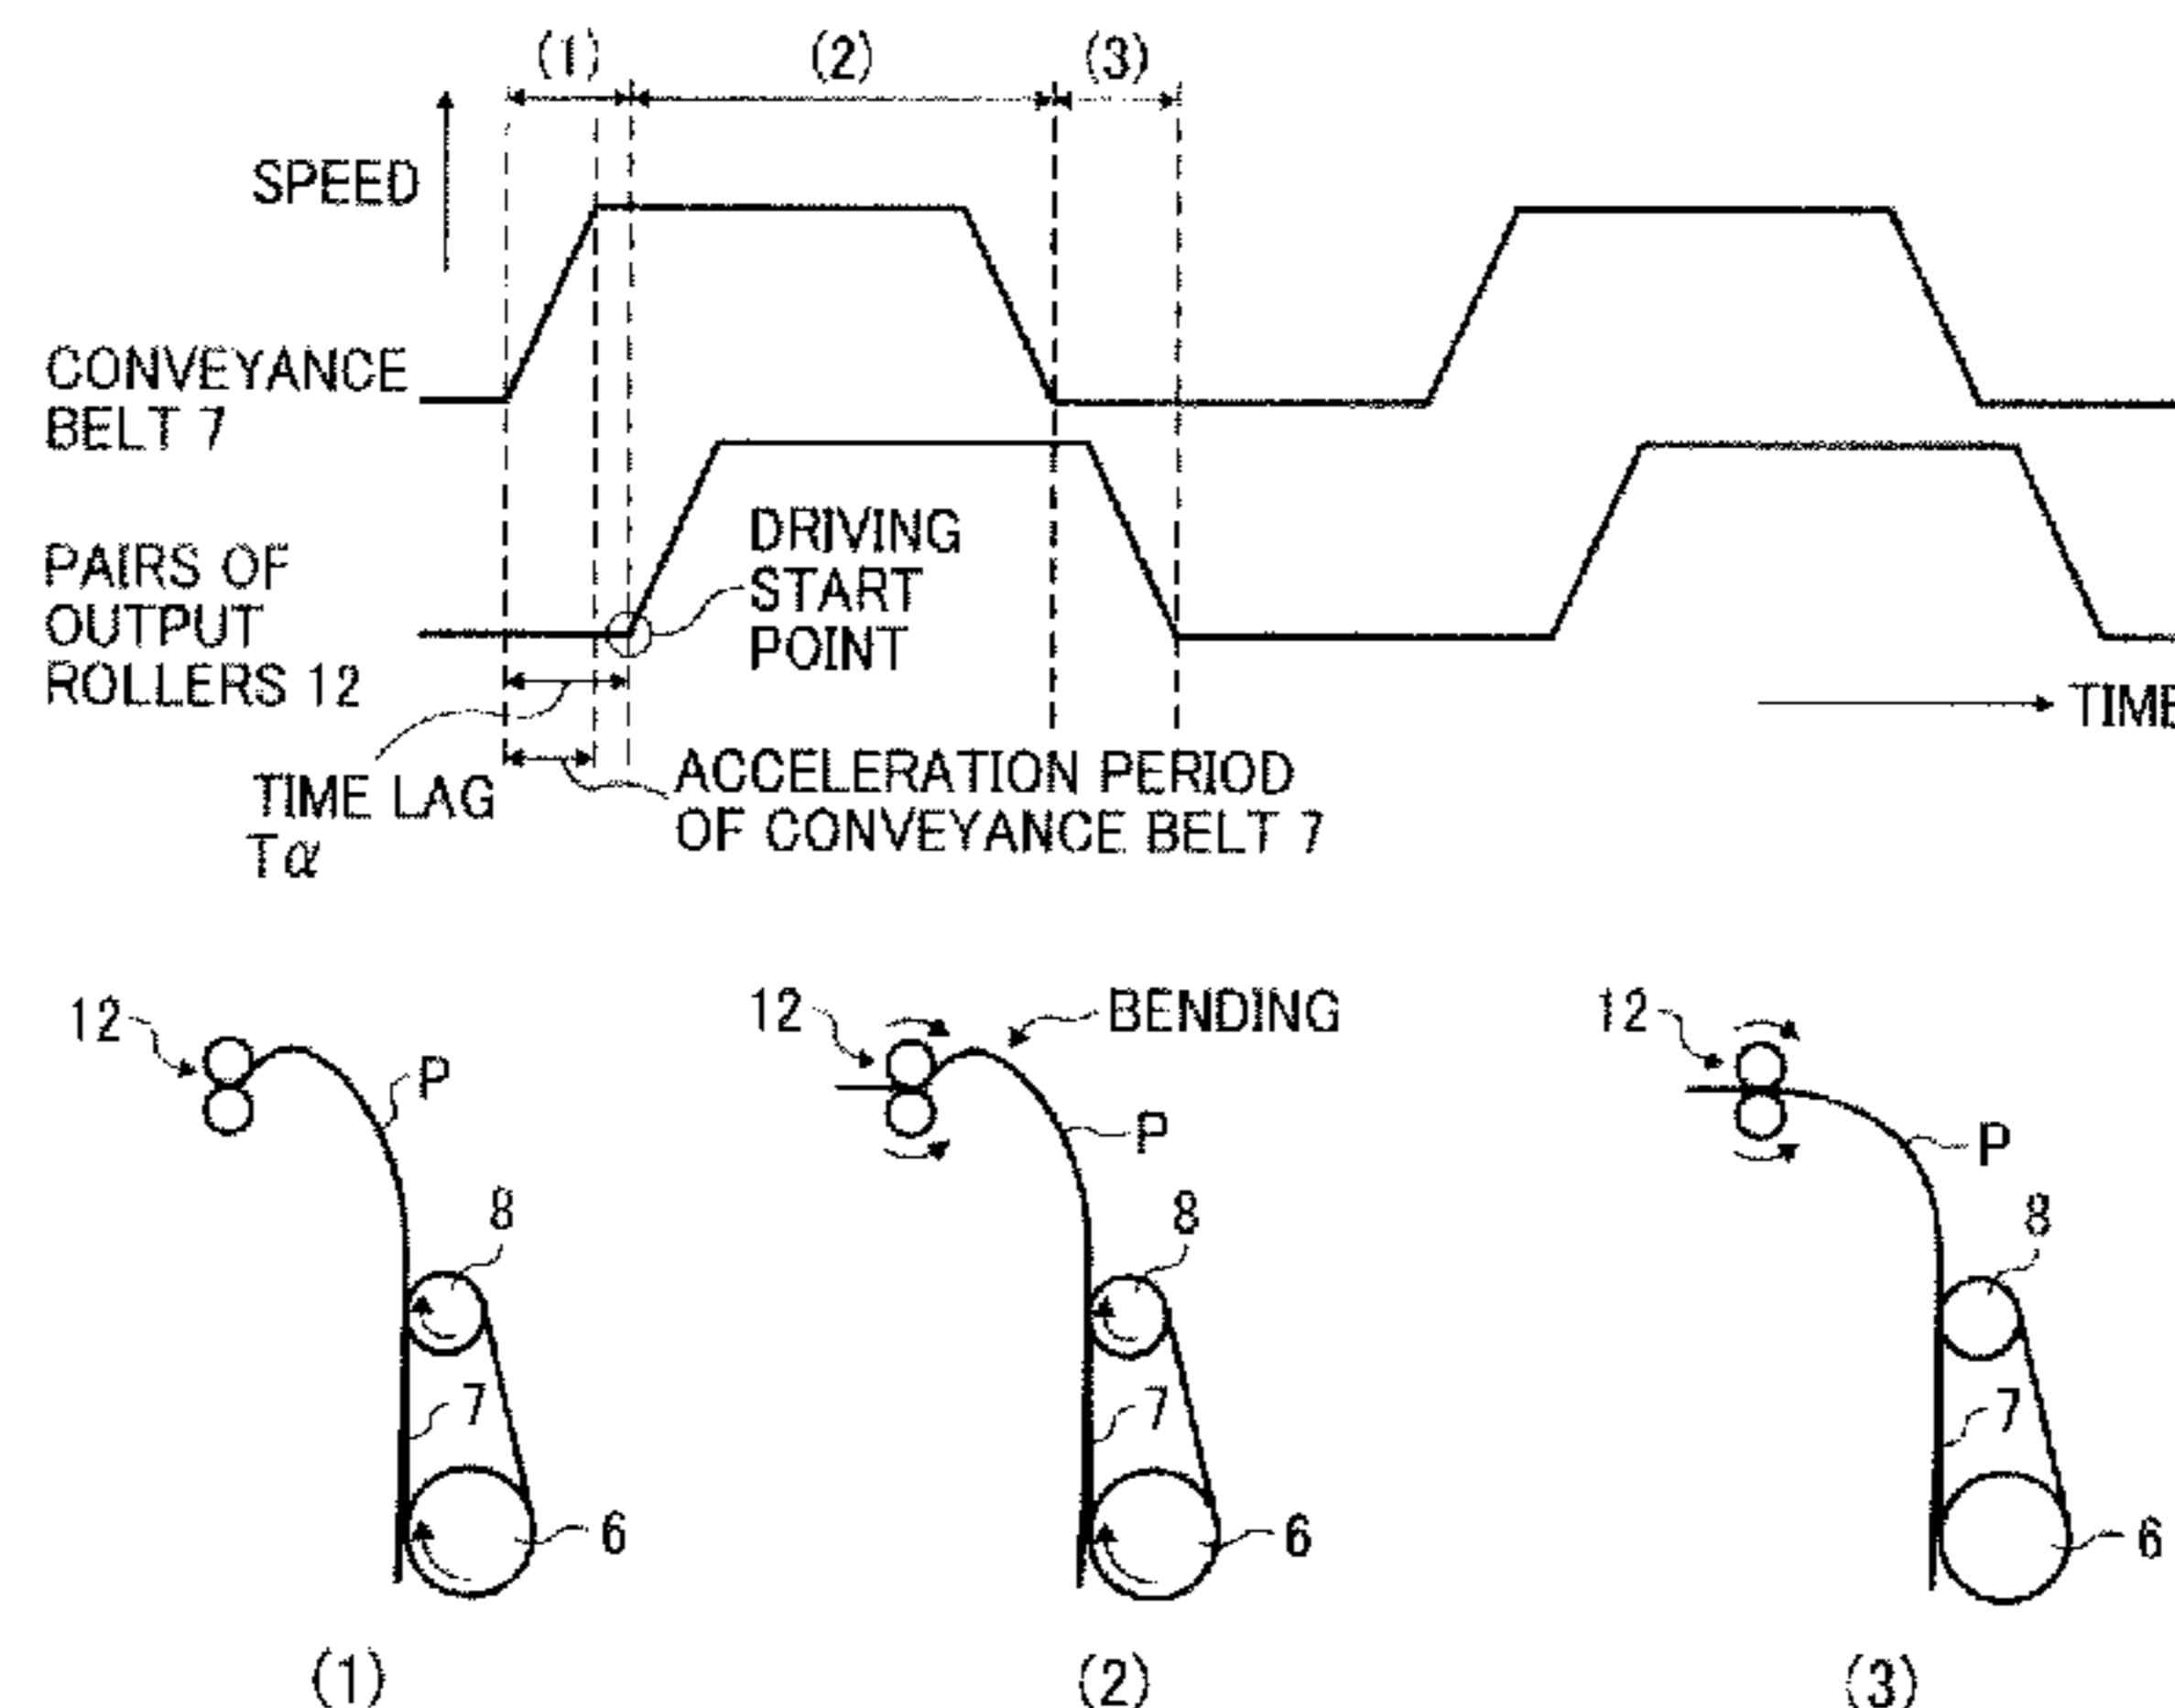 (1) (2) (3)
SPEED
CONVEYANCE
BELT 7
PAIRS OF
OUTPUT
ROLLERS 12
DRIVING
START
POINT
TIME
TIME LAG
Tα
ACCELERATION PERIOD
OF CONVEYANCE BELT 7
12
P
8
7
6
(1)
12
BENDING
P
8
7
6
(2)
12
P
8
7
6
(3)